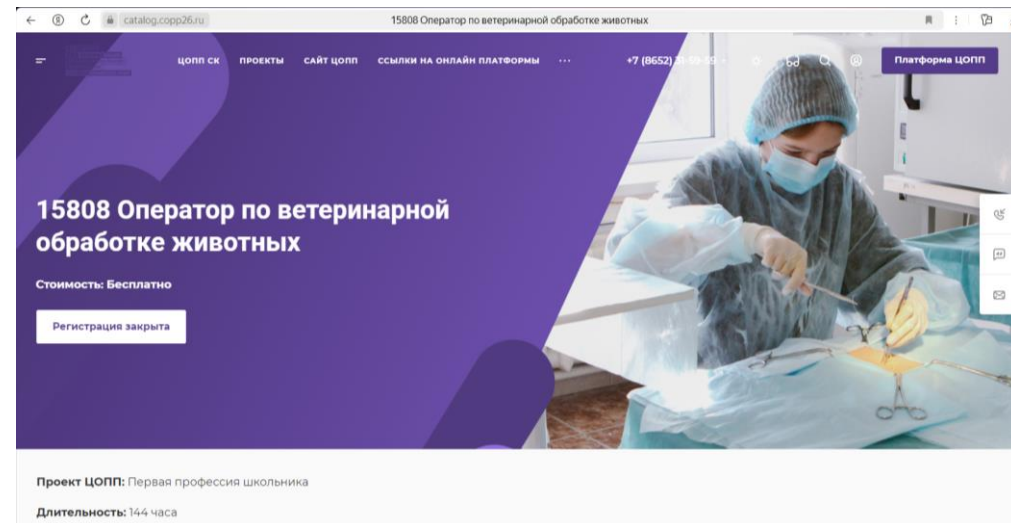 catalog.copp26.ru
15808 Оператор по ветеринарной обработке животных
ЦОПП СК ПРОЕКТЫ САЙТ ЦОПП ССЫЛКИ НА ОНЛАЙН ПЛАТФОРМЫ ... +7 (8652) Платформа ЦОПП
15808 Оператор по ветеринарной
обработке животных
Стоимость: Бесплатно
Регистрация закрыта
Проект ЦОПП: Первая профессия школьника
Длительность: 144 часа